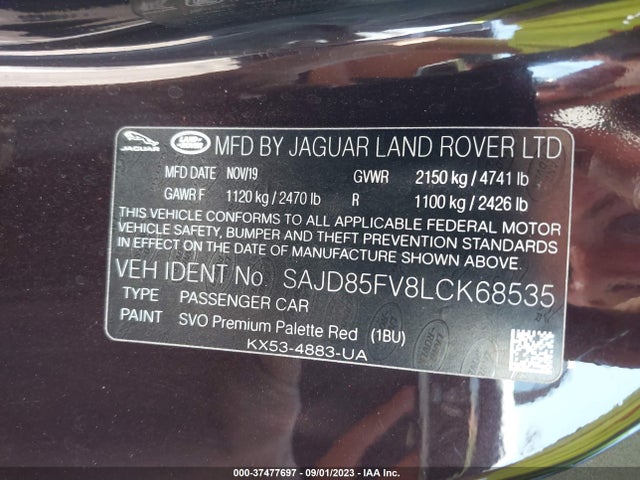 JAGUAR LAND ROVER MFD BY JAGUAR LAND ROVER LTD
MFD DATE NOV/19 GVWR 2150 kg / 4741 lb
GAWR F 1120 kg / 2470 lb R 1100 kg / 2426 lb
THIS VEHICLE CONFORMS TO ALL APPLICABLE FEDERAL MOTOR
VEHICLE SAFETY, BUMPER AND THEFT PREVENTION STANDARDS
IN EFFECT ON THE DATE OF MANUFACTURE SHOWN ABOVE.
VEH IDENT No. SAJD85FV8LCK68535
TYPE PASSENGER CAR
PAINT SVO Premium Palette Red (1BU)
KX53-4883-UA
000-37477697 - 09/01/2023 - IAAI.COM